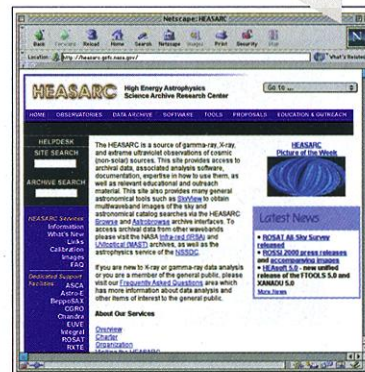 Netscape: HEASARC
Back Forward Reload Home Search Netscape Images Print Security Stop
Location: http://heasarc.gsfc.nasa.gov/ What's Related
HEASARC
High Energy Astrophysics
Science Archive Research Center
Go to ...
HOME OBSERVATORIES DATA ARCHIVE SOFTWARE TOOLS PROPOSALS EDUCATION & OUTREACH
HELPDESK
SITE SEARCH
ARCHIVE SEARCH
HEASARC Services
Information
What's New
Links
Calibration
Images
FAQ
Dedicated Support
Facilities
ASCA
Astro-E
BeppoSAX
CGRO
Chandra
EUVE
Integral
ROSAT
RXTE
The HEASARC is a source of gamma-ray, X-ray,
and extreme ultraviolet observations of cosmic
(non-solar) sources. This site provides access to
archival data, associated analysis software,
documentation, expertise in how to use them, as
well as relevant educational and outreach
material. This site also provides many general
astronomical tools such as SkyView to obtain
multiwaveband images of the sky and
astronomical catalog searches via the HEASARC
Browse and Astrobrowse archive interfaces. To
access archival data from other wavebands
please visit the NASA Infra-red (IRSA) and
UV/optical (MAST) archives, as well as the
astrophysics service of the NSSDC.
If you are new to X-ray or gamma-ray data analysis
or you are a member of the general public, please
visit our Frequently Asked Questions area which
has more information about data analysis and
other items of interest to the general public.
About Our Services
Overview
Charter
Organization
Visiting the HEASARC
HEASARC
Picture of the Week
Latest News
• ROSAT All Sky Survey
released
• ROSSI 2000 press releases
and accompanying images
• HEAsoft 5.0 - new unified
release of the FTOOLS 5.0 and
XANADU 5.0
More News